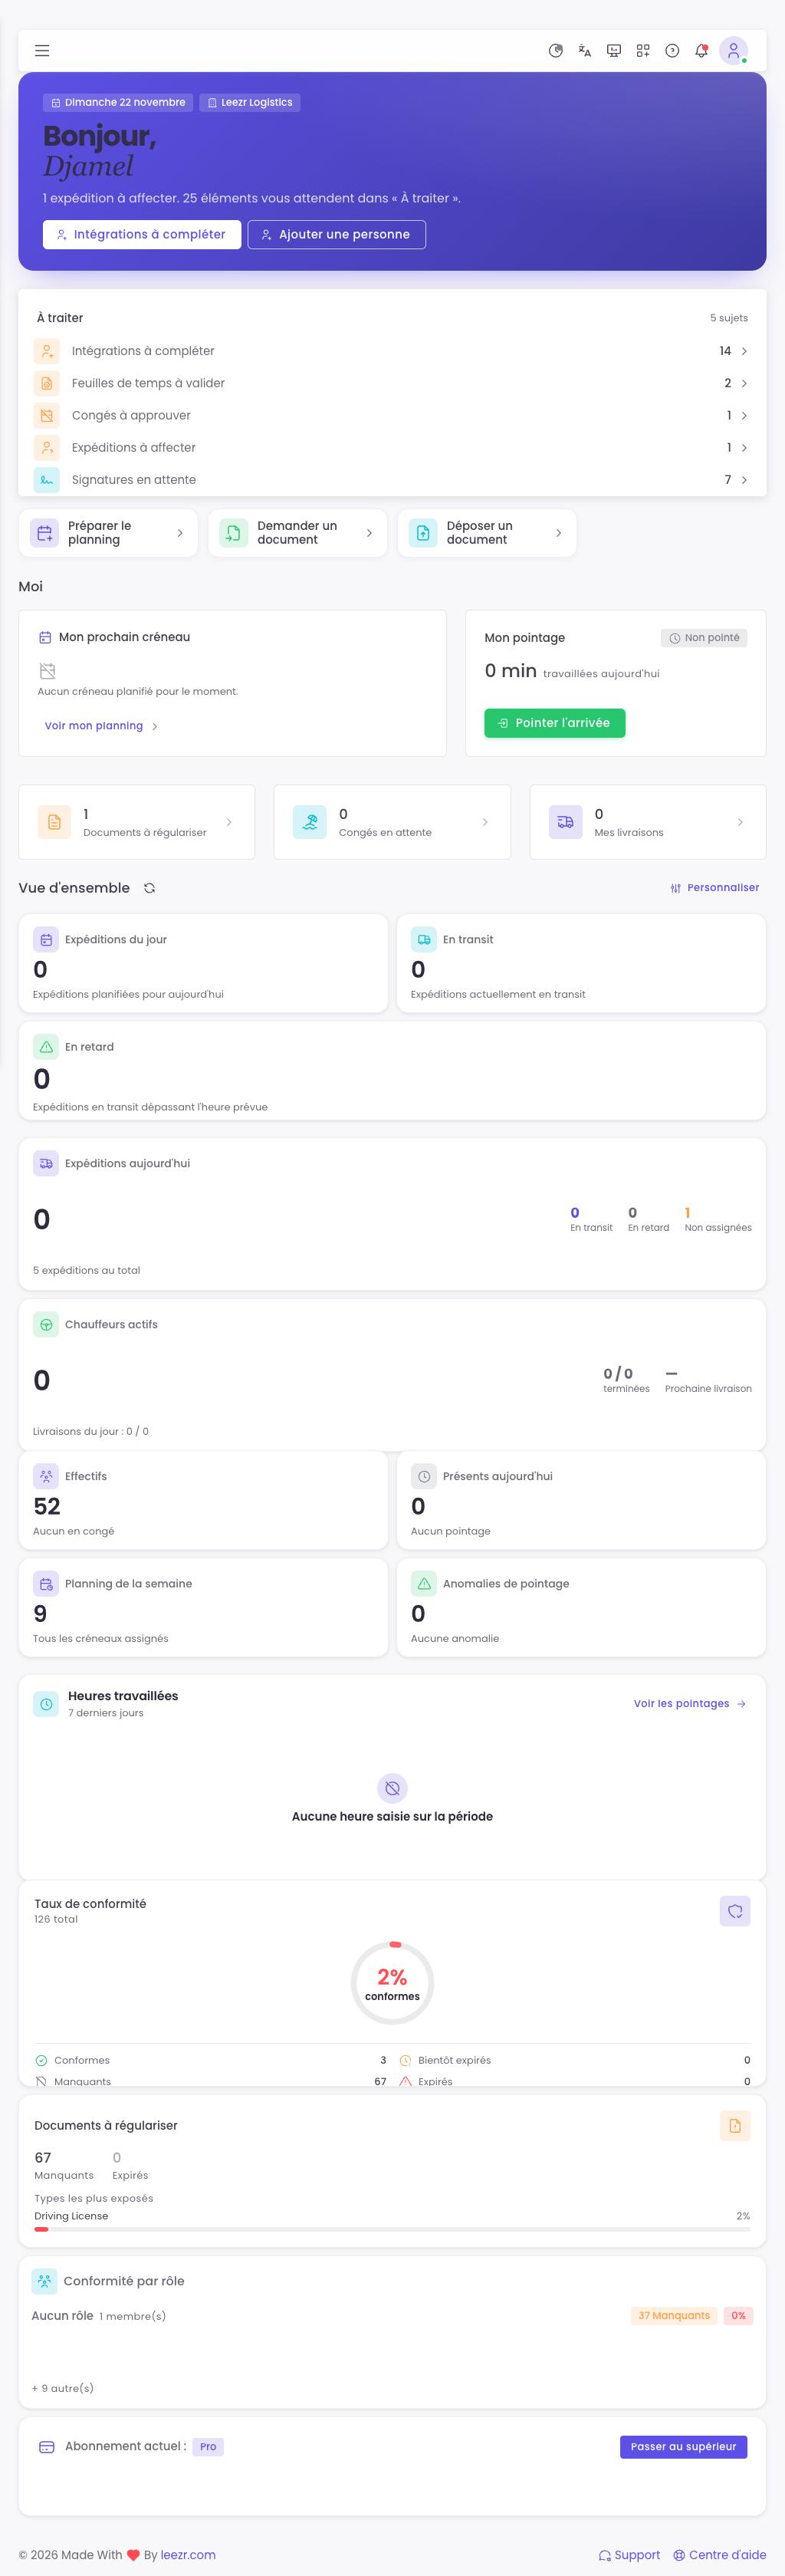 Dimanche 22 novembre
Leezr Logistics
Bonjour,
Djamel
1 expédition à affecter. 25 éléments vous attendent dans « À traiter ».
Intégrations à compléter
Ajouter une personne
À traiter
5 sujets
Intégrations à compléter 14
Feuilles de temps à valider 2
Congés à approuver 1
Expéditions à affecter 1
Signatures en attente 7
Préparer le
planning
Demander un
document
Déposer un
document
Moi
Mon prochain créneau
Aucun créneau planifié pour le moment.
Voir mon planning
Mon pointage
Non pointé
0 min travaillées aujourd'hui
Pointer l'arrivée
1
Documents à régulariser
0
Congés en attente
0
Mes livraisons
Vue d'ensemble
Personnaliser
Expéditions du jour
0
Expéditions planifiées pour aujourd'hui
En transit
0
Expéditions actuellement en transit
En retard
0
Expéditions en transit dépassant l'heure prévue
Expéditions aujourd'hui
0
0
En transit
0
En retard
1
Non assignées
5 expéditions au total
Chauffeurs actifs
0
0 / 0
terminées
—
Prochaine livraison
Livraisons du jour : 0 / 0
Effectifs
52
Aucun en congé
Présents aujourd'hui
0
Aucun pointage
Planning de la semaine
9
Tous les créneaux assignés
Anomalies de pointage
0
Aucune anomalie
Heures travaillées
7 derniers jours
Voir les pointages
Aucune heure saisie sur la période
Taux de conformité
126 total
2%
conformes
Conformes 3
Bientôt expirés 0
Manquants 67
Expirés 0
Documents à régulariser
67
Manquants
0
Expirés
Types les plus exposés
Driving License 2%
Conformité par rôle
Aucun rôle 1 membre(s)
37 Manquants
0%
+ 9 autre(s)
Abonnement actuel : Pro
Passer au supérieur
© 2026 Made With By leezr.com
Support
Centre d'aide